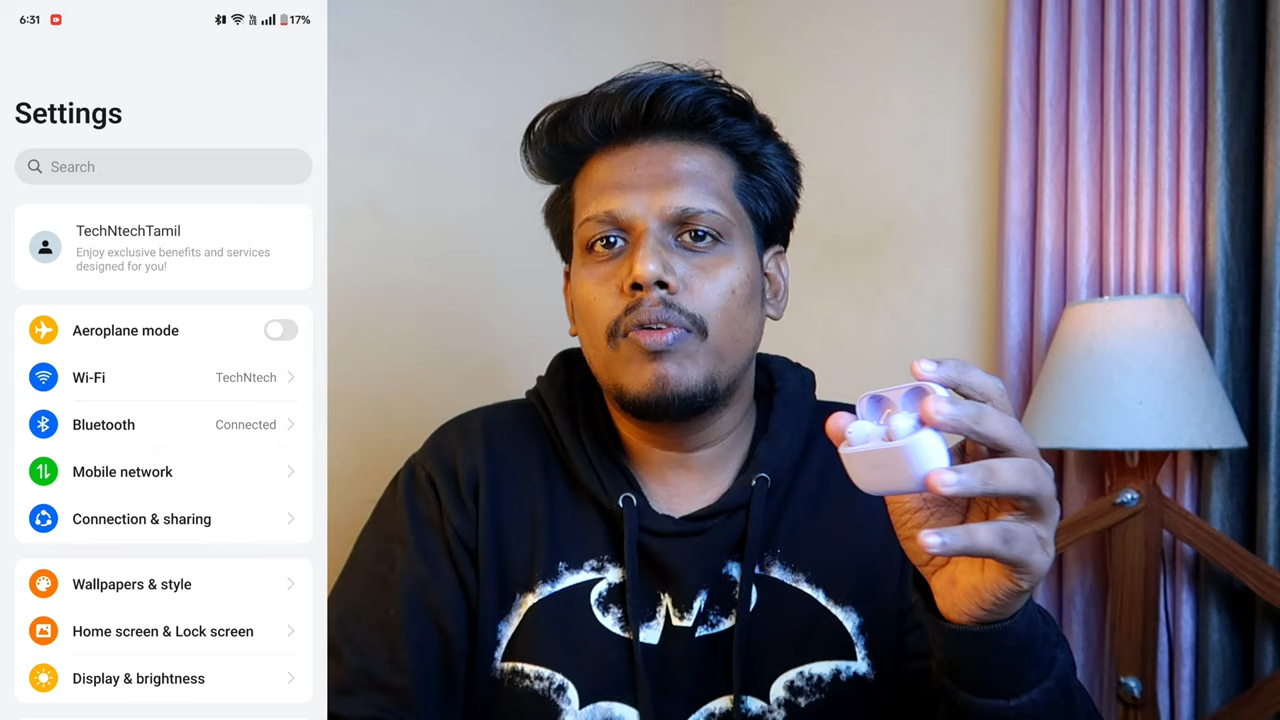 6:31
17%
Settings
Search
TechNtechTamil
Enjoy exclusive benefits and services
designed for you!
Aeroplane mode
Wi-Fi TechNtech
Bluetooth Connected
Mobile network
Connection & sharing
Wallpapers & style
Home screen & Lock screen
Display & brightness